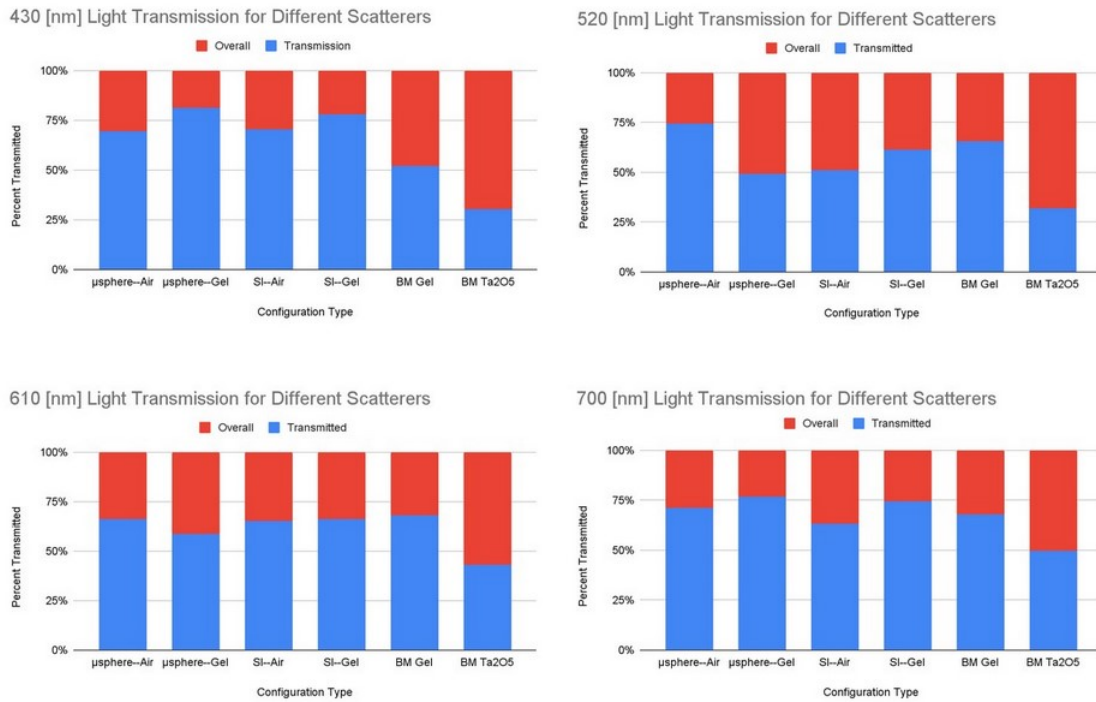 430 [nm] Light Transmission for Different Scatterers
Overall Transmission
100%
75%
50%
25%
0%
Percent Transmitted
µsphere--Air µsphere--Gel SI--Air SI--Gel BM Gel BM Ta2O5
Configuration Type
520 [nm] Light Transmission for Different Scatterers
Overall Transmitted
100%
75%
50%
25%
0%
Percent Transmitted
µsphere--Air µsphere--Gel SI--Air SI--Gel BM Gel BM Ta2O5
Configuration Type
610 [nm] Light Transmission for Different Scatterers
Overall Transmitted
100%
75%
50%
25%
0%
Percent Transmitted
µsphere--Air µsphere--Gel SI--Air SI--Gel BM Gel BM Ta2O5
Configuration Type
700 [nm] Light Transmission for Different Scatterers
Overall Transmitted
100%
75%
50%
25%
0%
Percent Transmitted
µsphere--Air µsphere--Gel SI--Air SI--Gel BM Gel BM Ta2O5
Configuration Type